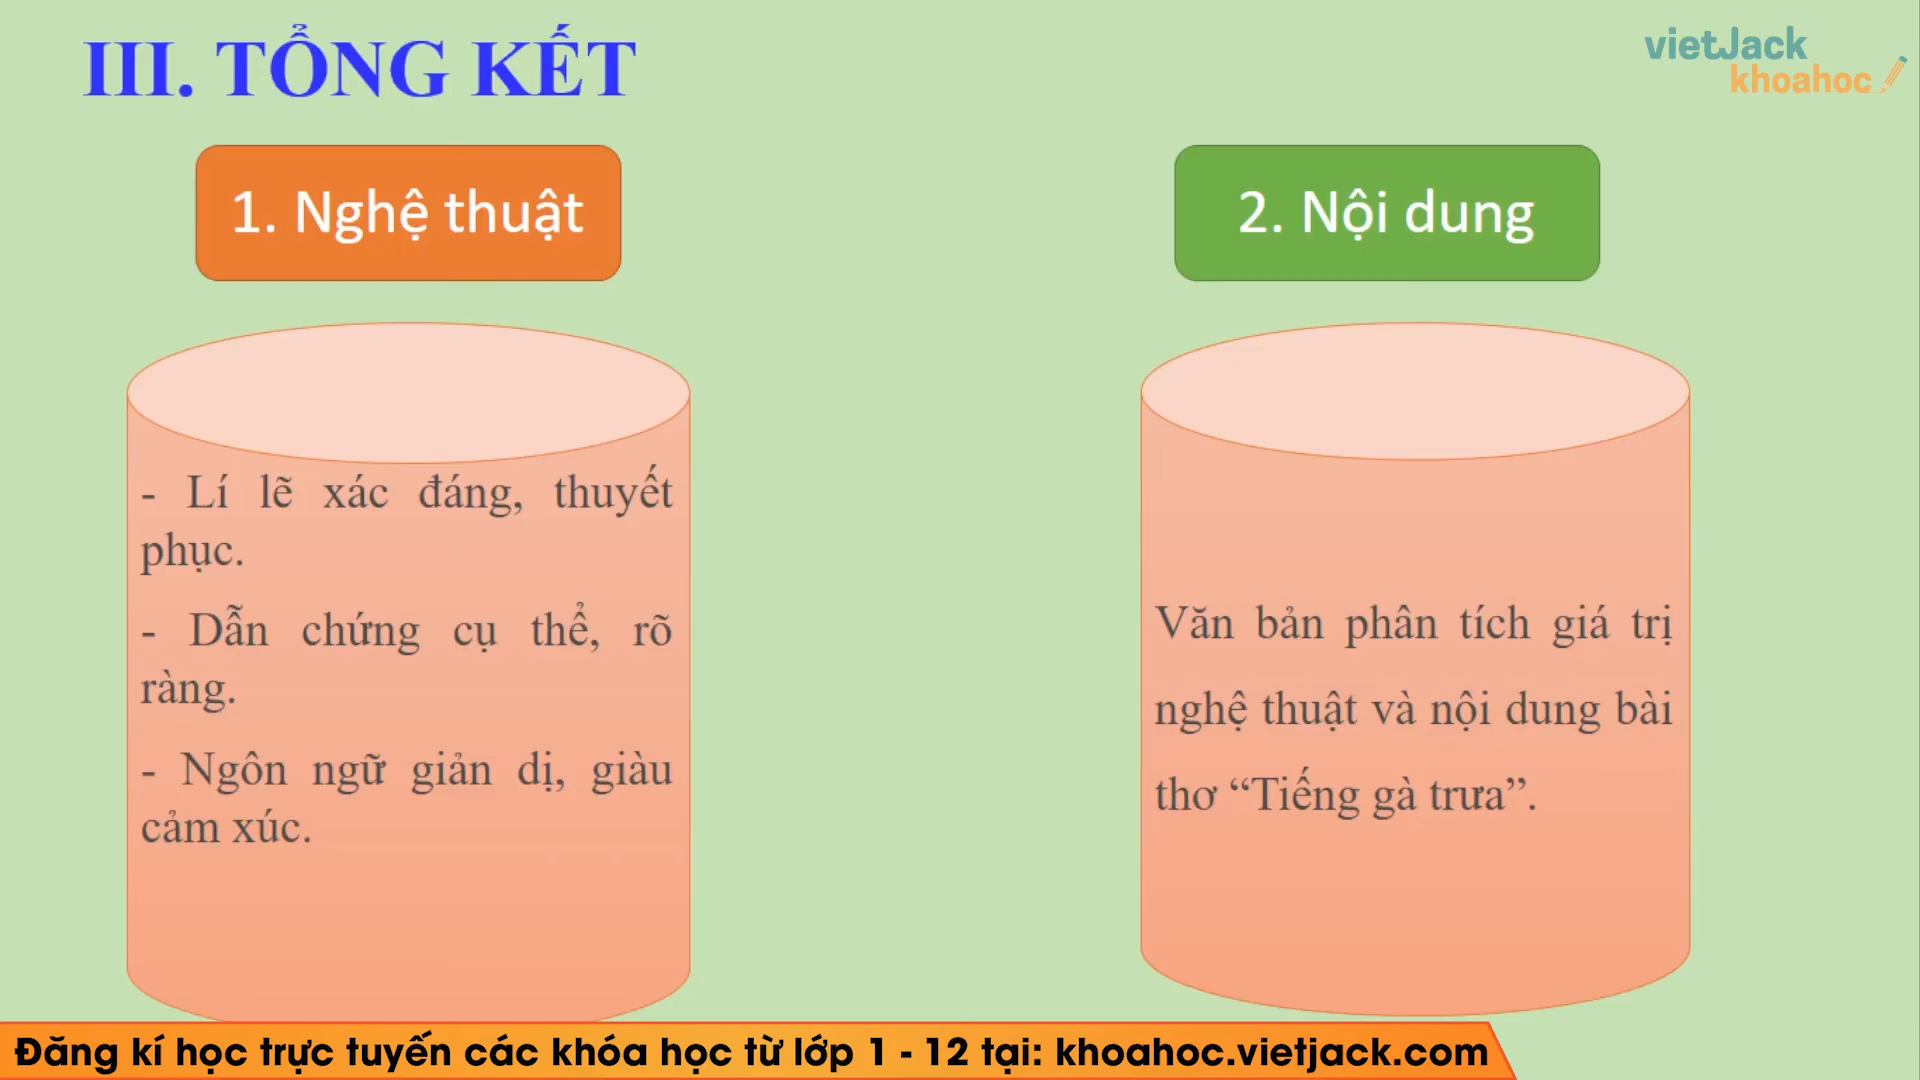 III. TỔNG KẾT
vietJack
khoahoc
1. Nghệ thuật
2. Nội dung
- Lí lẽ xác đáng, thuyết
phục.
- Dẫn chứng cụ thể, rõ
ràng.
- Ngôn ngữ giản dị, giàu
cảm xúc.
Văn bản phân tích giá trị
nghệ thuật và nội dung bài
thơ “Tiếng gà trưa”.
Đăng kí học trực tuyến các khóa học từ lớp 1 - 12 tại: khoahoc.vietjack.com